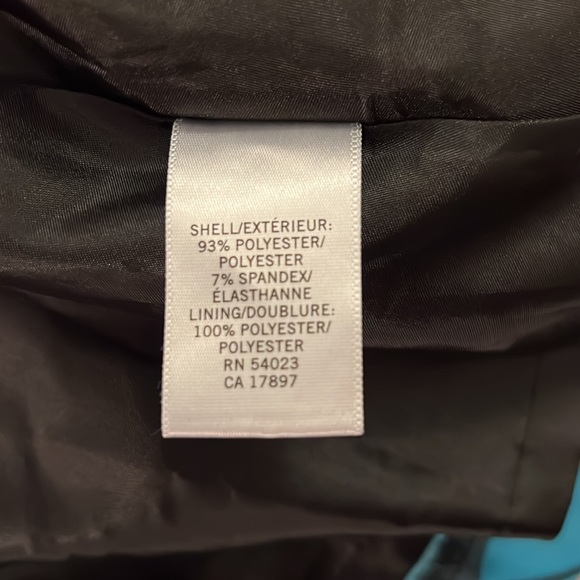 SHELL/EXTÉRIEUR:
93% POLYESTER/
POLYESTER
7% SPANDEX/
ÉLASTHANNE
LINING/DOUBLURE:
100% POLYESTER/
POLYESTER
RN 54023
CA 17897